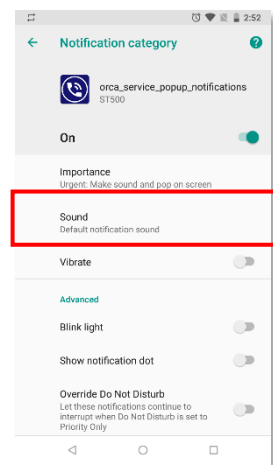 2:52
Notification category
orca_service_popup_notifications
ST500
On
Importance
Urgent: Make sound and pop on screen
Sound
Default notification sound
Vibrate
Advanced
Blink light
Show notification dot
Override Do Not Disturb
Let these notifications continue to
interrupt when Do Not Disturb is set to
Priority Only